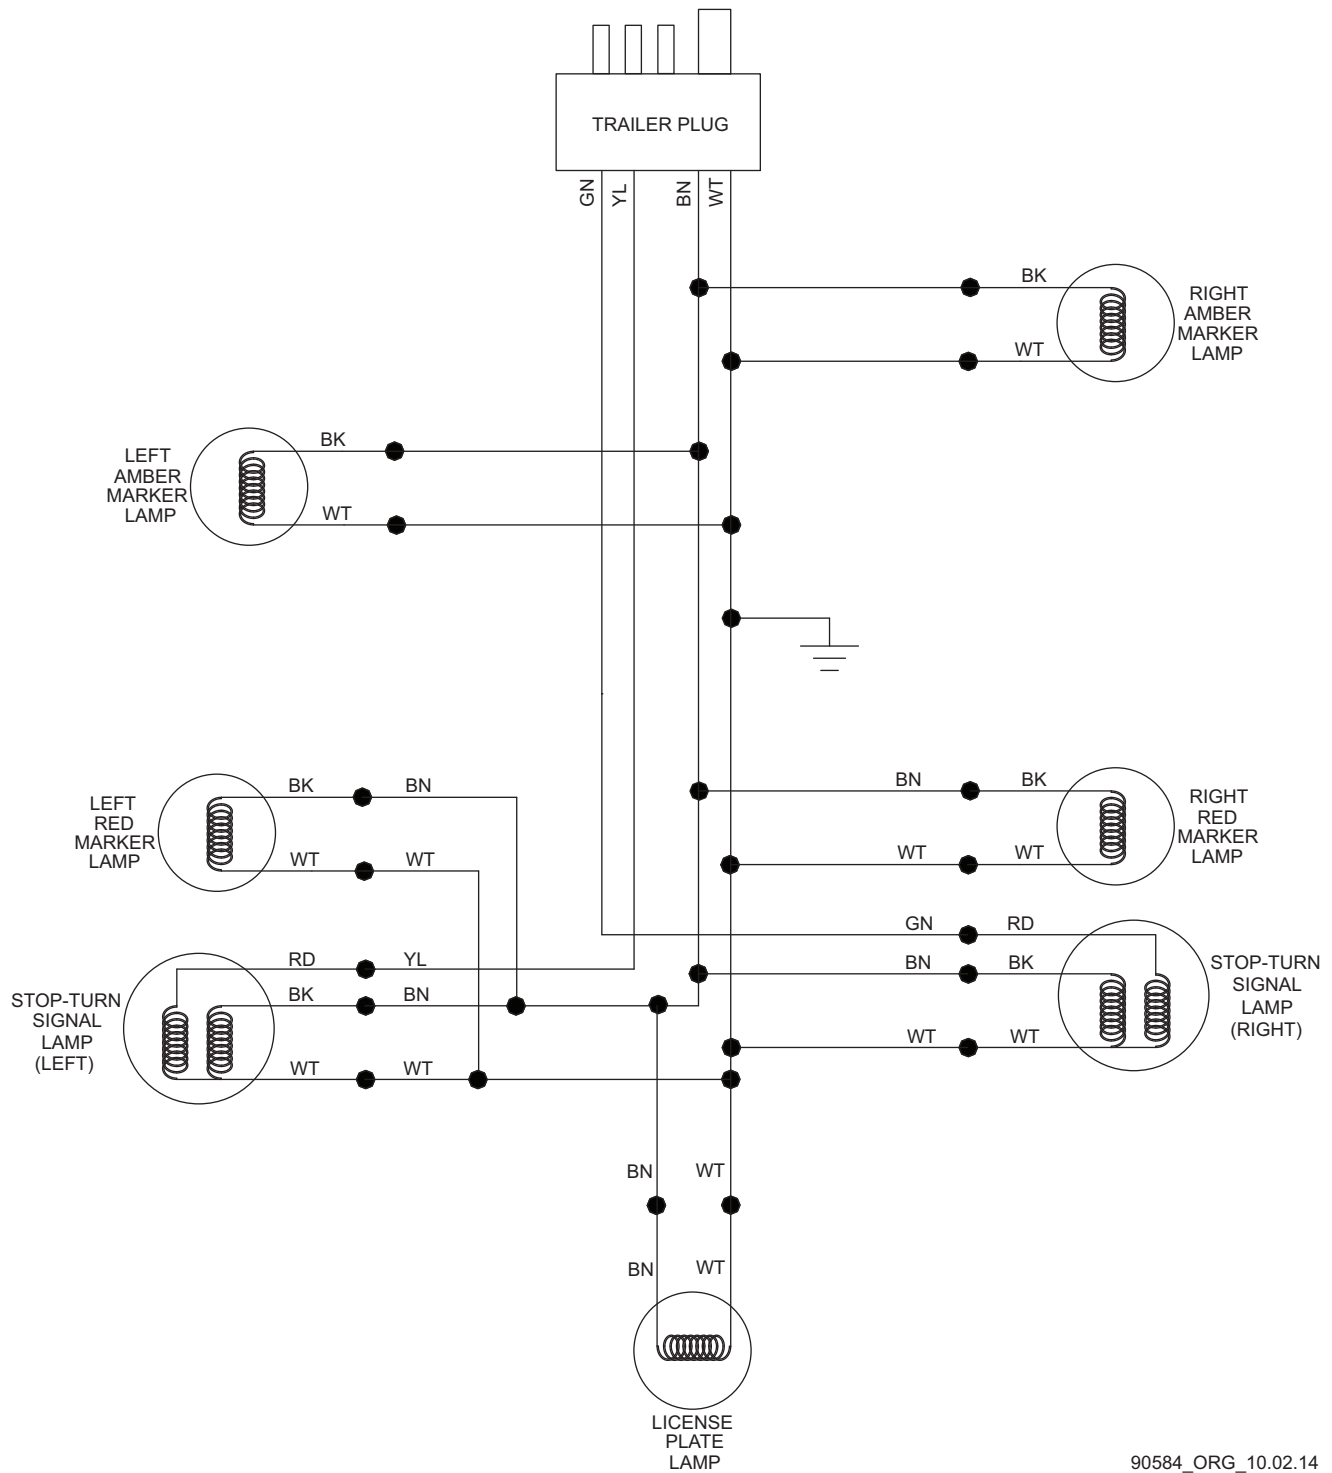 TRAILER PLUG
GN
YL
BN
WT
BK
RIGHT
AMBER
MARKER
LAMP
WT
LEFT
AMBER
MARKER
LAMP
BK
WT
LEFT
RED
MARKER
LAMP
BK
BN
WT
WT
BN
BK
RIGHT
RED
MARKER
LAMP
WT
WT
GN
RD
BN
BK
STOP-TURN
SIGNAL
LAMP
(RIGHT)
WT
WT
RD
YL
STOP-TURN
SIGNAL
LAMP
(LEFT)
BK
BN
WT
WT
BN
WT
BN
WT
LICENSE
PLATE
LAMP
90584_ORG_10.02.14